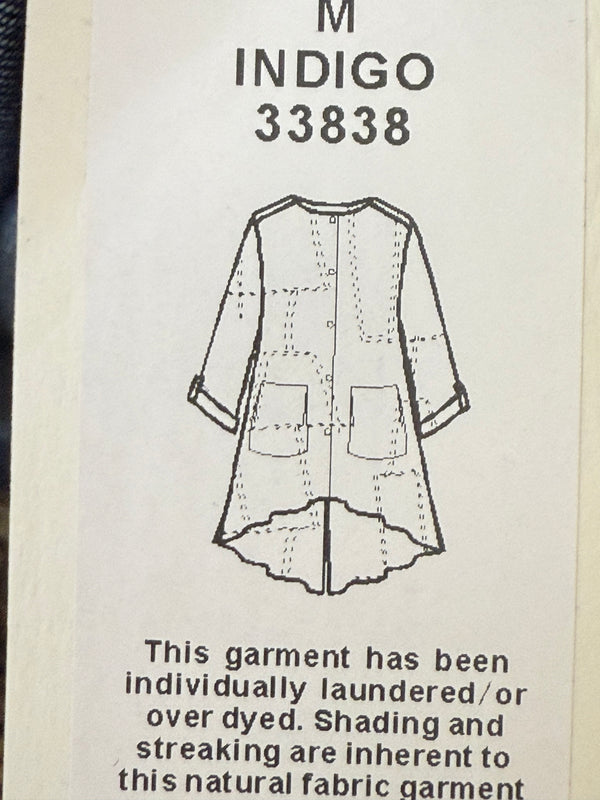 M
INDIGO
33838
This garment has been
individually laundered/or
over dyed. Shading and
streaking are inherent to
this natural fabric garment